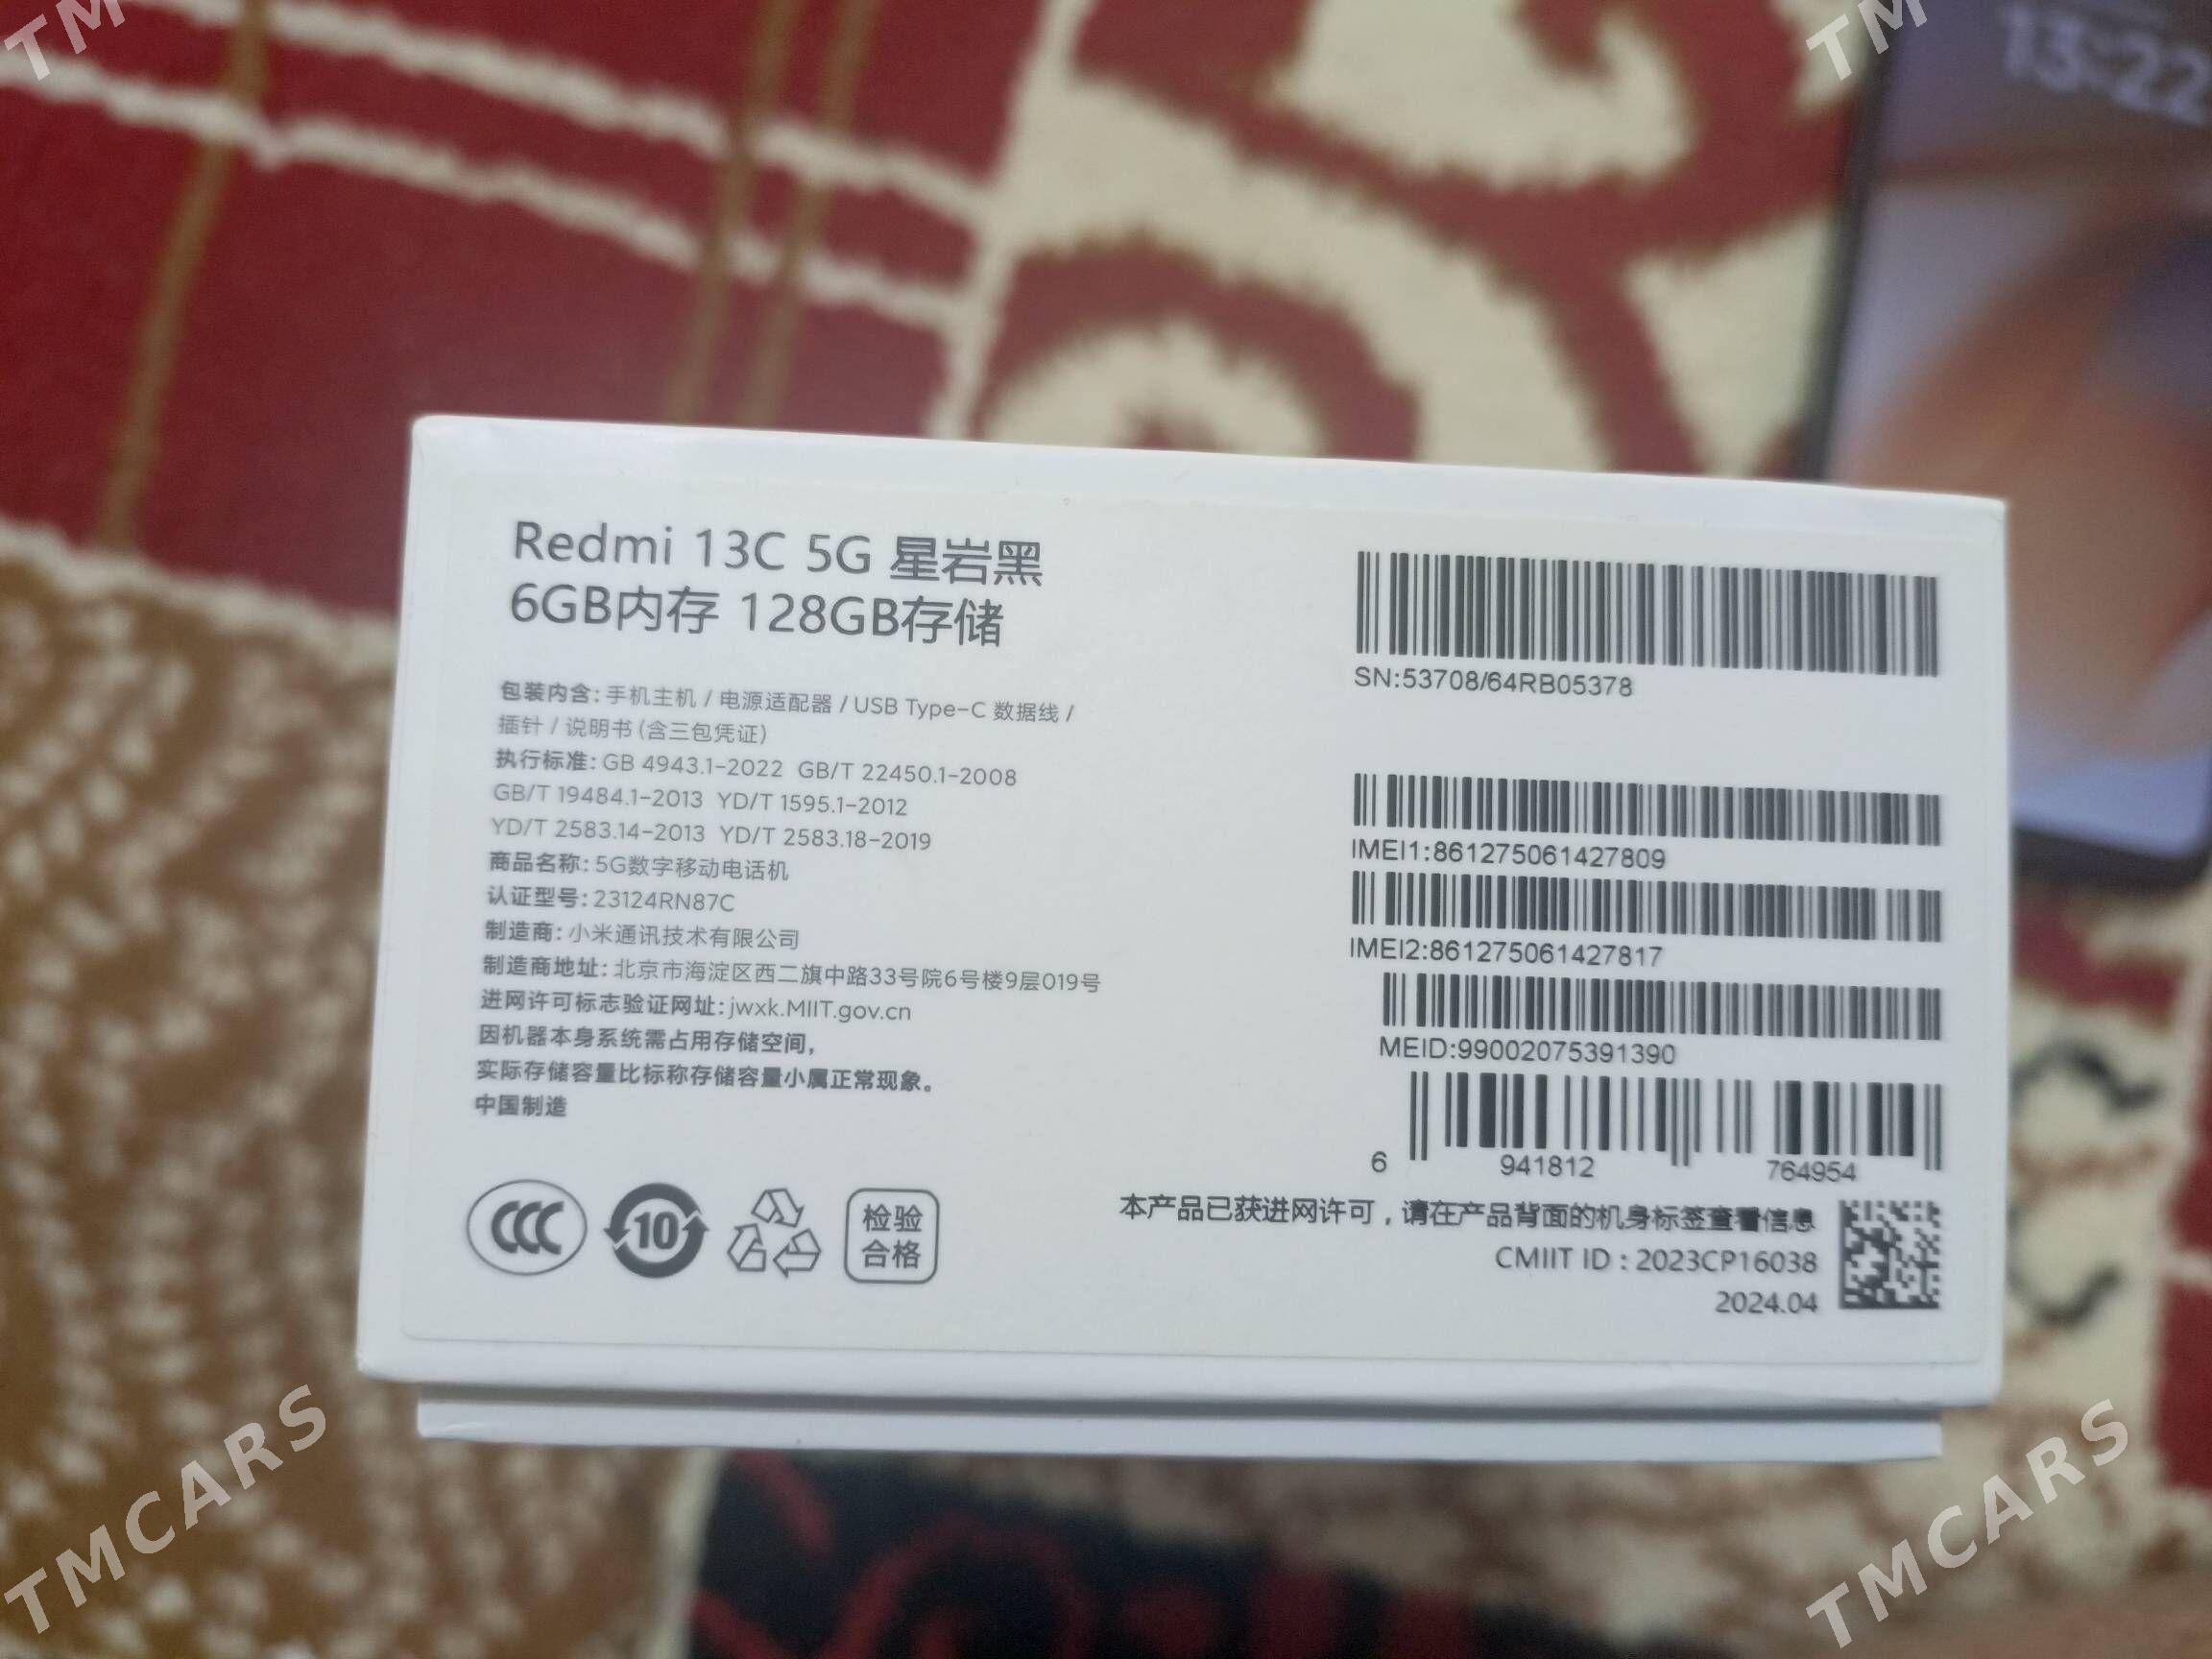 TM
TM
13:22
Redmi 13C 5G 星岩黑
6GB内存 128GB存储
包装内含: 手机主机 / 电源适配器 / USB Type-C 数据线 /
插针 / 说明书 (含三包凭证)
执行标准: GB 4943.1-2022 GB/T 22450.1-2008
GB/T 19484.1-2013 YD/T 1595.1-2012
YD/T 2583.14-2013 YD/T 2583.18-2019
商品名称: 5G数字移动电话机
认证型号: 23124RN87C
制造商: 小米通讯技术有限公司
制造商地址: 北京市海淀区西二旗中路33号院6号楼9层019号
进网许可标志验证网址: jwxk.MIIT.gov.cn
因机器本身系统需占用存储空间,
实际存储容量比标称存储容量小属正常现象。
中国制造
CCC
10
检验
合格
SN:53708/64RB05378
IMEI1:861275061427809
IMEI2:861275061427817
MEID:99002075391390
6 941812 764954
本产品已获进网许可，请在产品背面的机身标签查看信息
CMIIT ID : 2023CP16038
2024.04
TMCARS
TMCARS